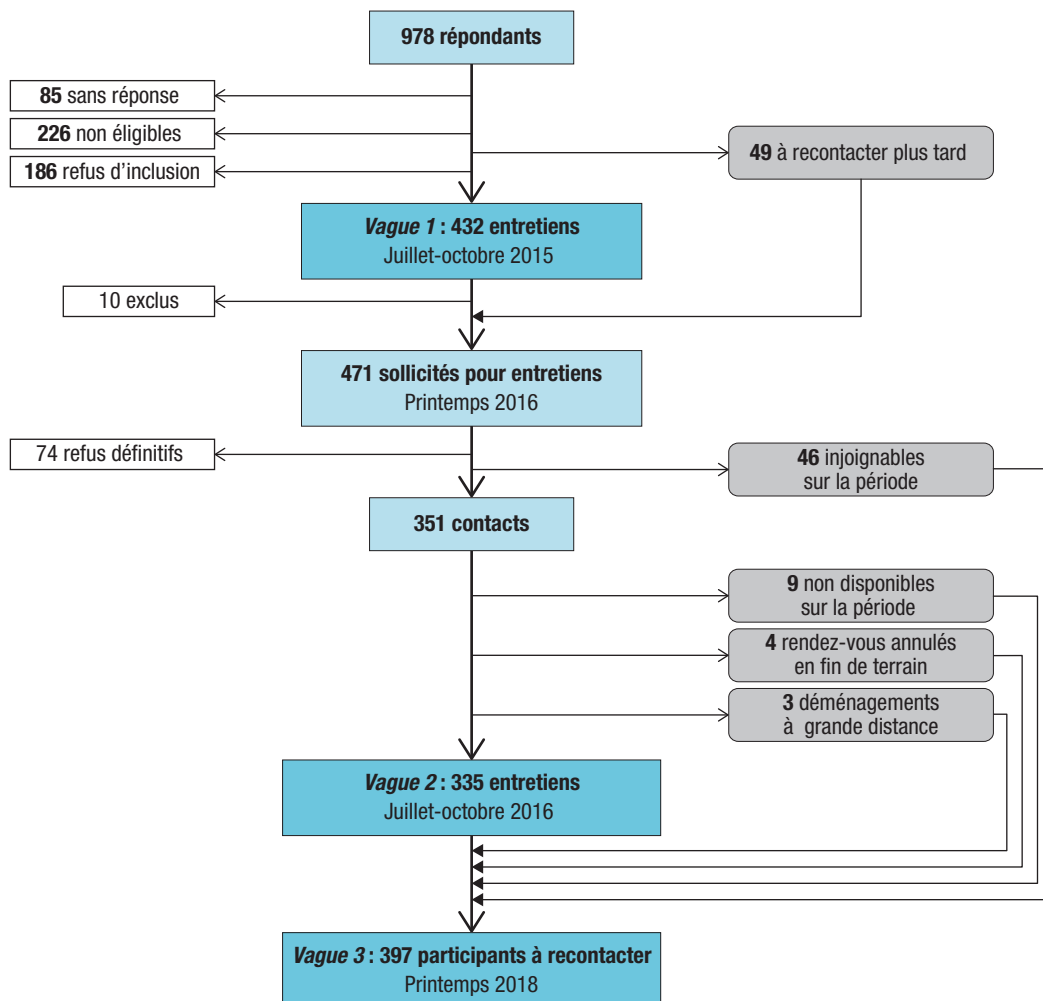 978 répondants
85 sans réponse
226 non éligibles
186 refus d'inclusion
49 à recontacter plus tard
Vague 1 : 432 entretiens
Juillet-octobre 2015
10 exclus
471 sollicités pour entretiens
Printemps 2016
74 refus définitifs
46 injoignables
sur la période
351 contacts
9 non disponibles
sur la période
4 rendez-vous annulés
en fin de terrain
3 déménagements
à grande distance
Vague 2 : 335 entretiens
Juillet-octobre 2016
Vague 3 : 397 participants à recontacter
Printemps 2018